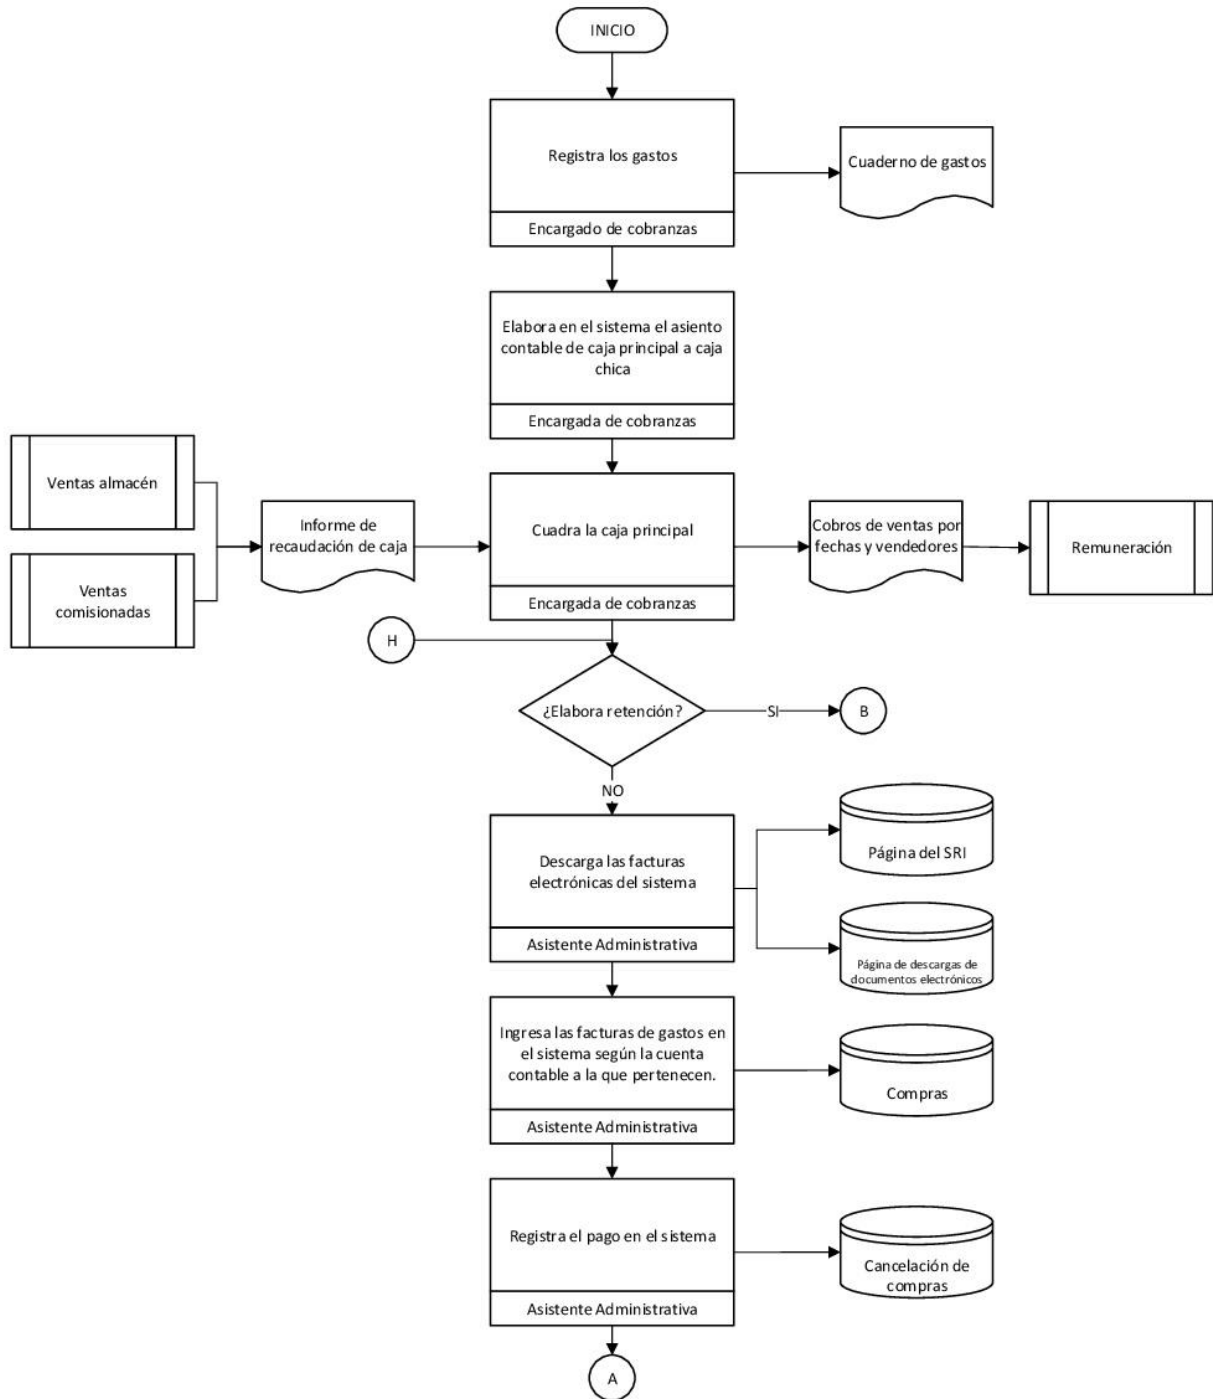 INICIO
Registra los gastos
Encargado de cobranzas
Cuaderno de gastos
Elabora en el sistema el asiento
contable de caja principal a caja
chica
Encargada de cobranzas
Ventas almacén
Ventas
comisionadas
Informe de
recaudación de caja
Cuadra la caja principal
Encargada de cobranzas
Cobros de ventas por
fechas y vendedores
Remuneración
H
¿Elabora retención?
SI
B
NO
Descarga las facturas
electrónicas del sistema
Asistente Administrativa
Página del SRI
Página de descargas de
documentos electrónicos
Ingresa las facturas de gastos en
el sistema según la cuenta
contable a la que pertenecen.
Asistente Administrativa
Compras
Registra el pago en el sistema
Asistente Administrativa
Cancelación de
compras
A